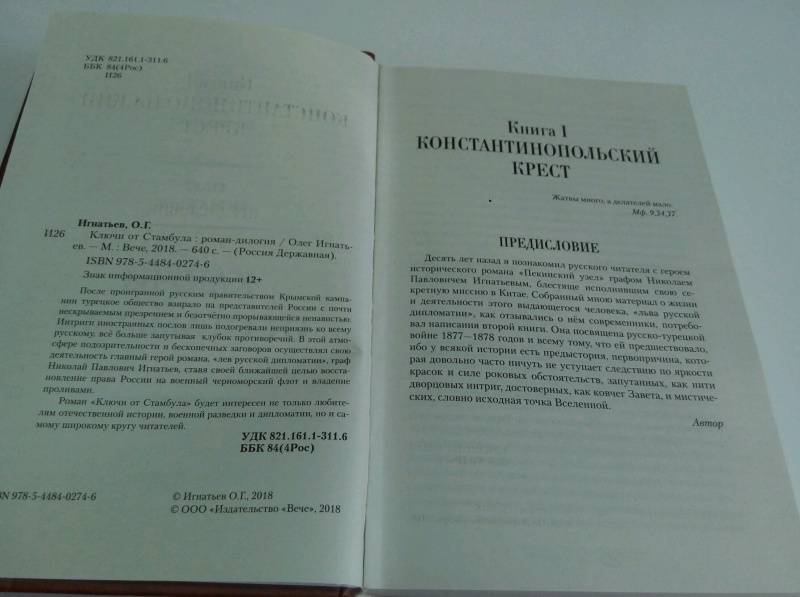 УДК 821.161.1-311.6
ББК 84(4Рос)
И26
Игнатьев, О.Г.
И26 Ключи от Стамбула : роман-дилогия / Олег Игнать-
ев. — М. : Вече, 2018. — 640 с. — (Россия Державная).
ISBN 978-5-4484-0274-6
Знак информационной продукции 12+
После проигранной русским правительством Крымской кампа-
нии турецкое общество взирало на представителей России с почти
нескрываемым презрением и безотчётно прорывающейся ненавистью.
Интриги иностранных послов лишь подогревали неприязнь ко всему
русскому, всё больше запутывая клубок противоречий. В этой атмо-
сфере подозрительности и бесконечных заговоров осуществлял свою
деятельность главный герой романа, «лев русской дипломатии», граф
Николай Павлович Игнатьев, ставя своей ближайшей целью восста-
новление права России на военный черноморский флот и владение
проливами.
Роман «Ключи от Стамбула» будет интересен не только любите-
лям отечественной истории, военной разведки и дипломатии, но и са-
мому широкому кругу читателей.
УДК 821.161.1-311.6
ББК 84(4Рос)
BN 978-5-4484-0274-6
© Игнатьев О.Г., 2018
© ООО «Издательство «Вече», 2018
Книга I
КОНСТАНТИНОПОЛЬСКИЙ
КРЕСТ
Жатвы много, а делателей мало.
Мф. 9,34,37
ПРЕДИСЛОВИЕ
Десять лет назад я познакомил русского читателя с героем
исторического романа «Пекинский узел» графом Николаем
Павловичем Игнатьевым, блестяще исполнившим свою се-
кретную миссию в Китае. Собранный мною материал о жизни
и деятельности этого выдающегося человека, «льва русской
дипломатии», как отзывались о нём современники, потребо-
вал написания второй книги. Она посвящена русско-турецкой
войне 1877—1878 годов и всему тому, что ей предшествовало,
ибо у всякой истории есть предыстория, первопричина, кото-
рая довольно часто ничуть не уступает следствию по яркости
красок и силе роковых обстоятельств, запутанных, как нити
дворцовых интриг, достоверных, как ковчег Завета, и мистиче-
ских, словно исходная точка Вселенной.
Автор